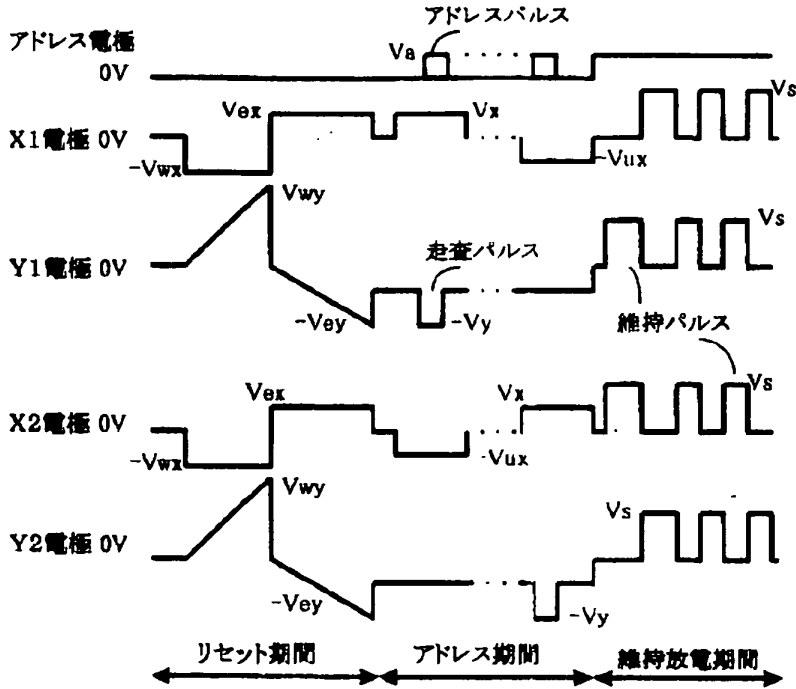 アドレスパルス
アドレス電極
0V
Va
Vs
Vex
Vx
X1電極 0V
-Vwx
-Vux
Vwy
Vs
走査パルス
Y1電極 0V
-Vey
-Vy
維持パルス
Vex
Vx
Vs
X2電極 0V
-Vwx
-Vux
Vwy
Vs
Y2電極 0V
-Vey
-Vy
リセット期間
アドレス期間
維持放電期間